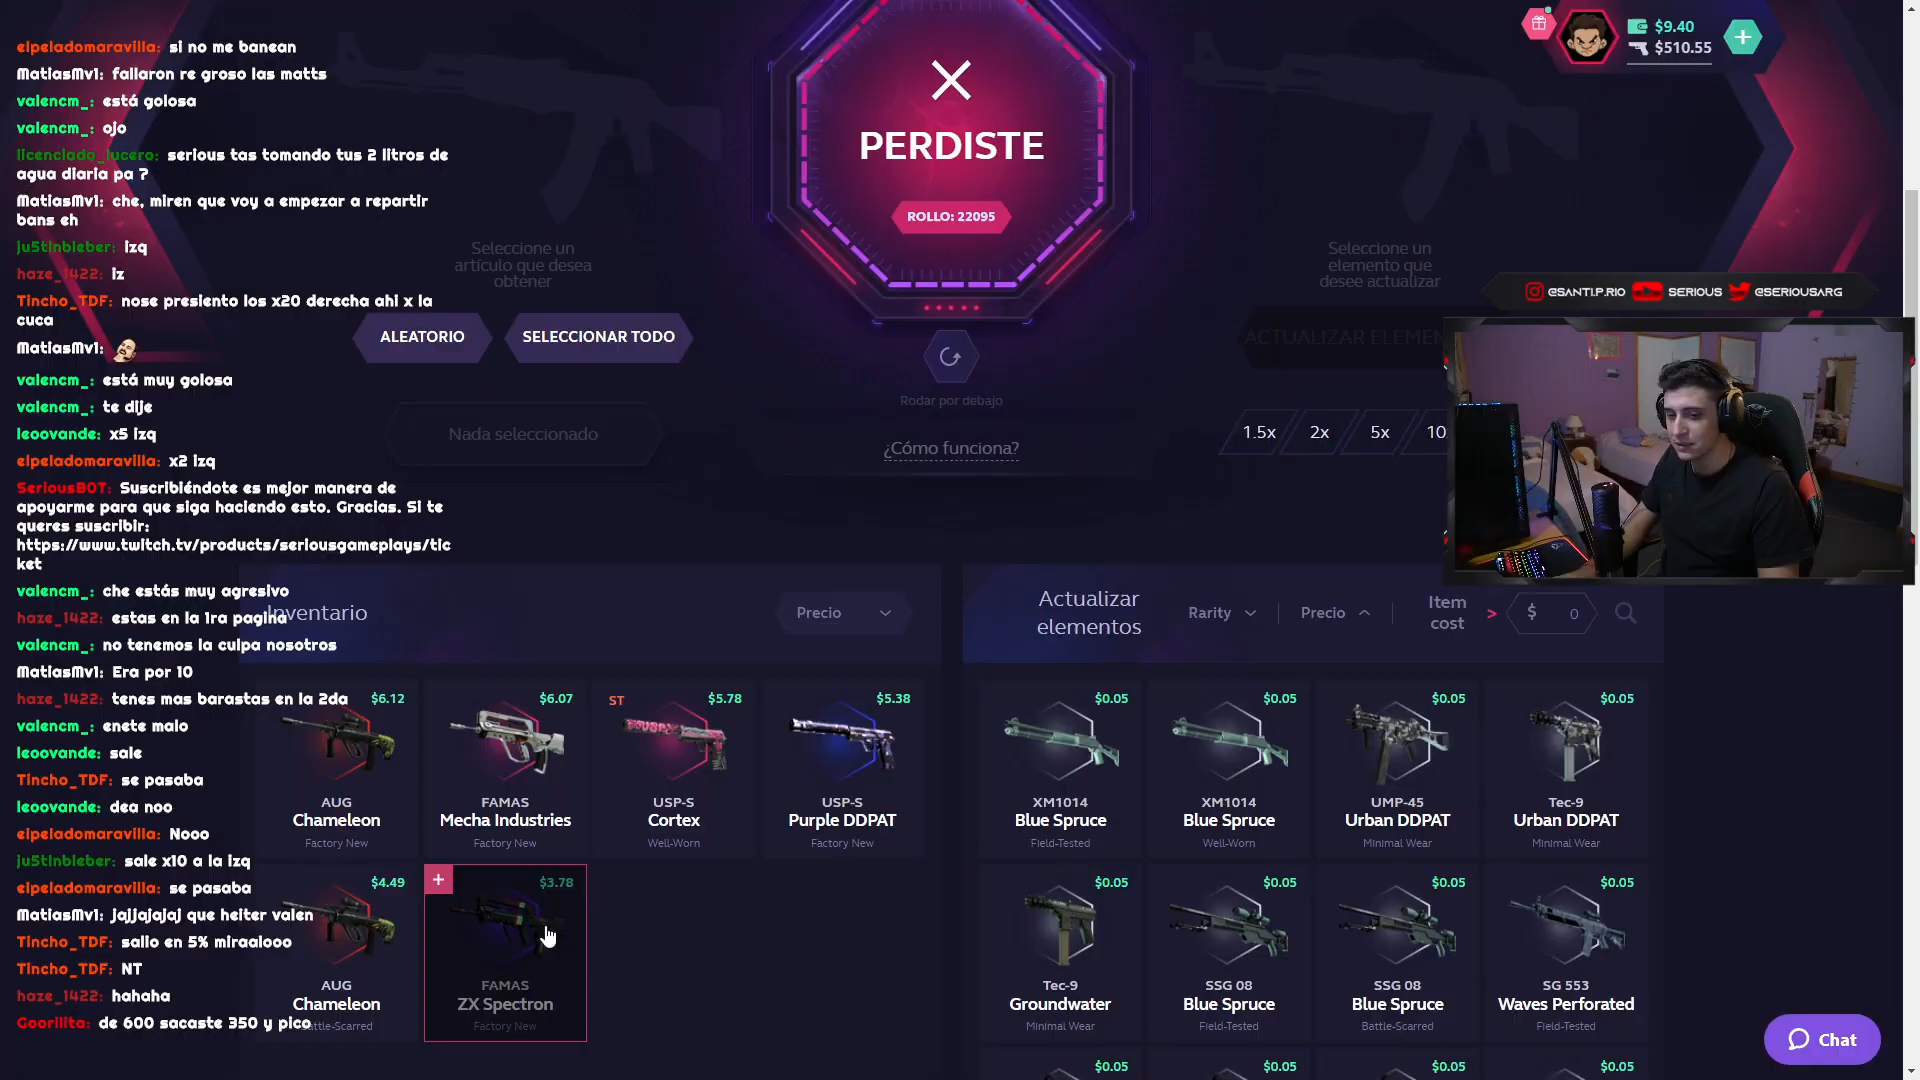 elpeladomaravilla: si no me banean
MatiasMv1: fallaron re groso las matts
valencm_: está golosa
valencm_: ojo
licenciado_lucero: serious tas tomando tus 2 litros de
agua diaria pa ?
MatiasMv1: che, miren que voy a empezar a repartir
bans eh
ju5tinbieber: izq
haze_1422: iz
Tincho_TDF: nose presiento los x20 derecha ahi x la
cuca
MatiasMv1:
valencm_: está muy golosa
valencm_: te dije
leoovande: x5 izq
elpeladomaravilla: x2 izq
SeriousB0T: Suscribiéndote es mejor manera de
apoyarme para que siga haciendo esto. Gracias. Si te
queres suscribir:
https://www.twitch.tv/products/seriousgameplays/tic
ket
valencm_: che estás muy agresivo
haze_1422: estas en la 1ra pagina
valencm_: no tenemos la culpa nosotros
MatiasMv1: Era por 10
haze_1422: tenes mas barastas en la 2da
valencm_: enete malo
leoovande: sale
Tincho_TDF: se pasaba
leoovande: dea noo
elpeladomaravilla: Nooo
ju5tinbieber: sale x10 a la izq
elpeladomaravilla: se pasaba
MatiasMv1: jajjajajaj que heiter valen
Tincho_TDF: salio en 5% miraalooo
Tincho_TDF: NT
haze_1422: hahaha
Goorilita: de 600 sacaste 350 y pico
PERDISTE
ROLLO: 22095
$9.40
$510.55
Seleccione un
artículo que desea
obtener
Seleccione un
elemento que
desee actualizar
@SANTI.P.RIO SERIOUS @SERIOUSARG
ALEATORIO
SELECCIONAR TODO
ACTUALIZAR ELEMEN
Rodar por debajo
Nada seleccionado
¿Cómo funciona?
1.5x
2x
5x
10
Inventario
Precio
Actualizar
elementos
Rarity
Precio
Item
cost
>
$ 0
$6.12
AUG
Chameleon
Factory New
$6.07
FAMAS
Mecha Industries
Factory New
ST
$5.78
USP-S
Cortex
Well-Worn
$5.38
USP-S
Purple DDPAT
Factory New
$4.49
AUG
Chameleon
Battle-Scarred
+
$3.78
FAMAS
ZX Spectron
Factory New
$0.05
XM1014
Blue Spruce
Field-Tested
$0.05
XM1014
Blue Spruce
Well-Worn
$0.05
UMP-45
Urban DDPAT
Minimal Wear
$0.05
Tec-9
Urban DDPAT
Minimal Wear
$0.05
Tec-9
Groundwater
Minimal Wear
$0.05
SSG 08
Blue Spruce
Field-Tested
$0.05
SSG 08
Blue Spruce
Battle-Scarred
$0.05
SG 553
Waves Perforated
Field-Tested
$0.05
$0.05
$0.05
$0.05
Chat